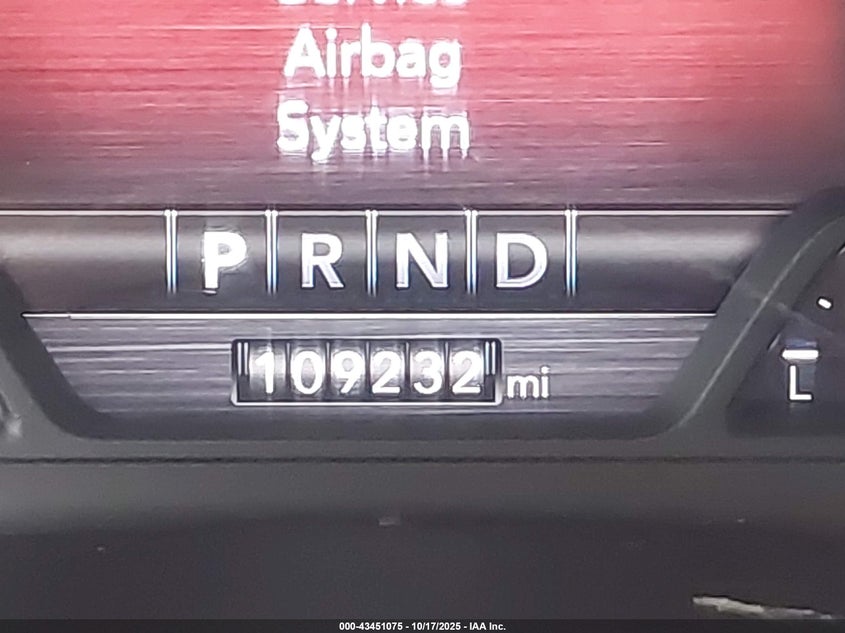 Airbag
System
P R N D
109232 mi
L
000-43451075 - 10/17/2025 - IAA Inc.